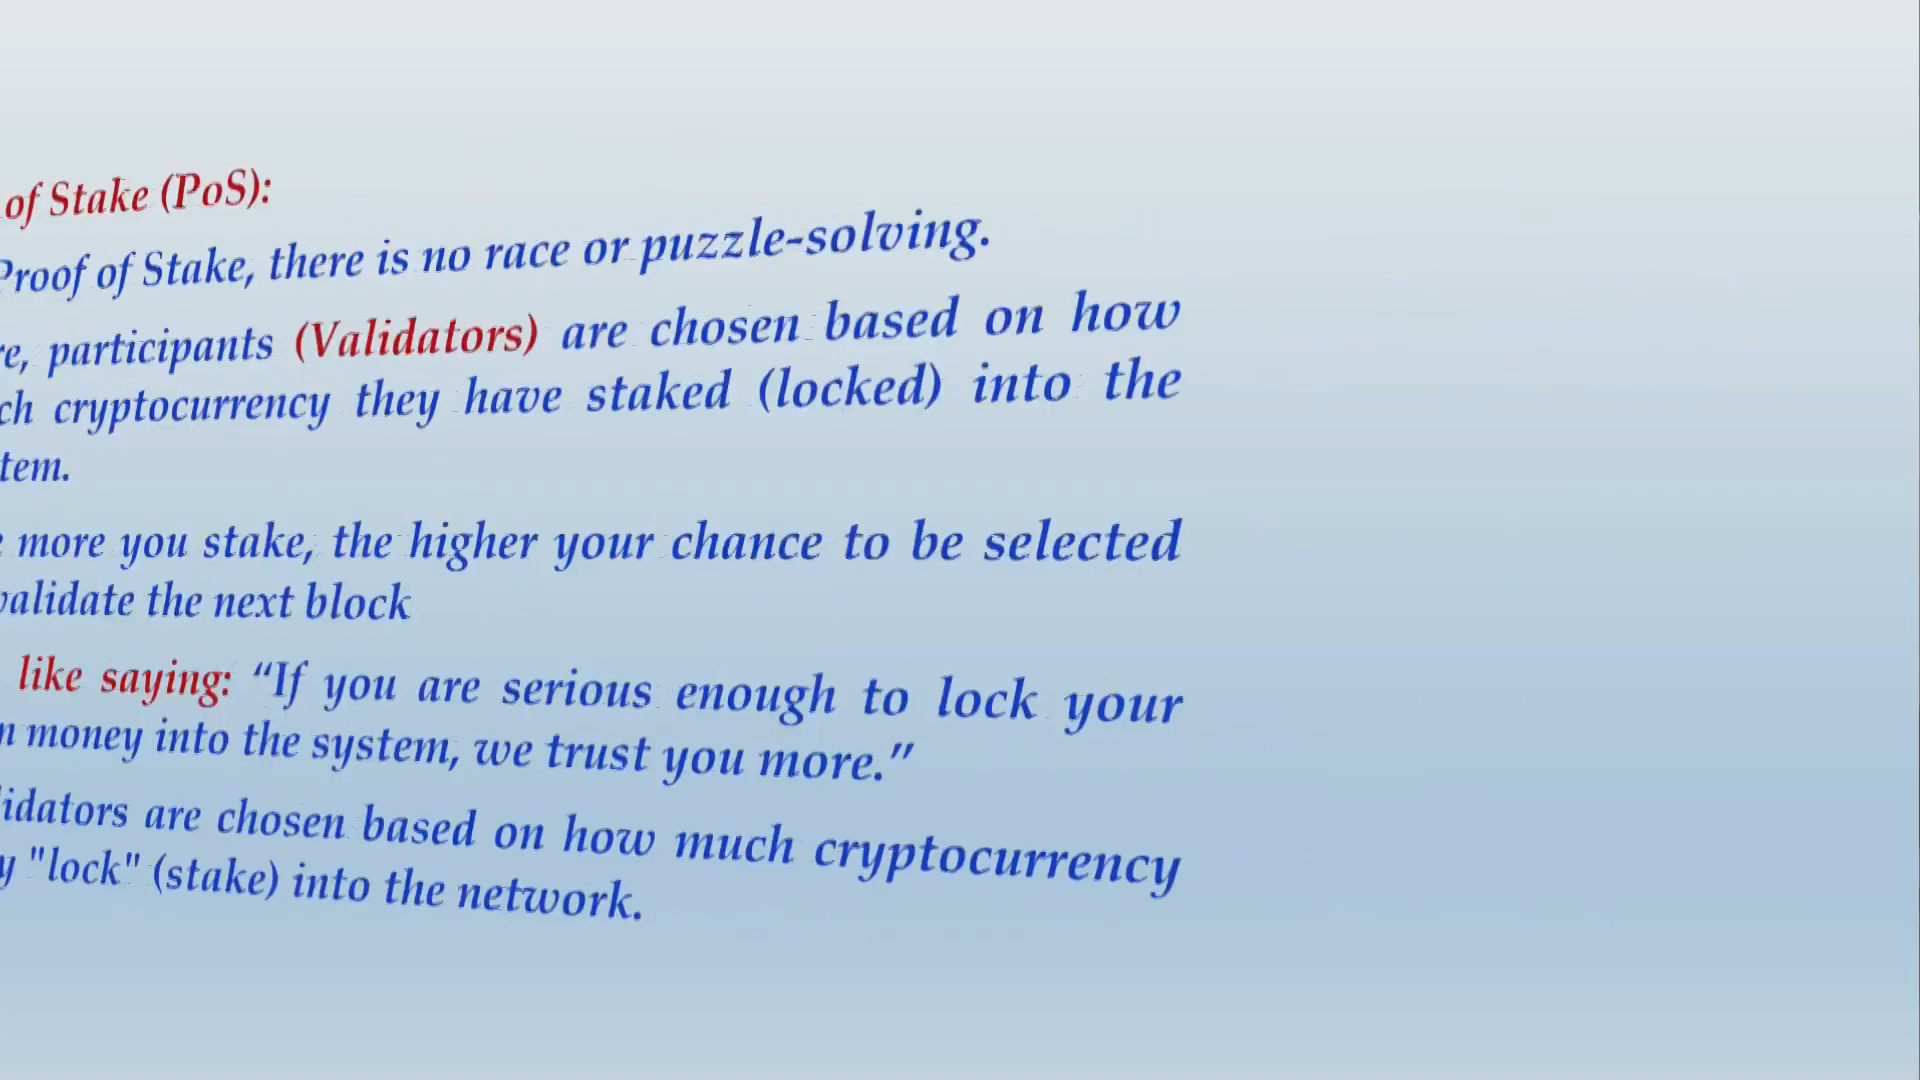 of Stake (PoS):
Proof of Stake, there is no race or puzzle-solving.
participants (Validators) are chosen based on how
cryptocurrency they have staked (locked) into the
more you stake, the higher your chance to be selected
validate the next block
like saying: “If you are serious enough to lock your
money into the system, we trust you more.”
are chosen based on how much cryptocurrency
"lock" (stake) into the network.